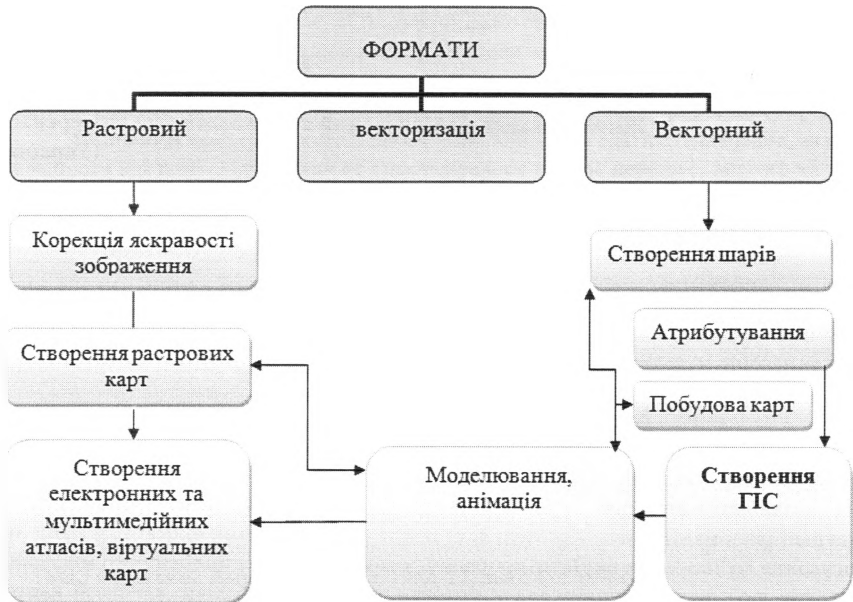 ФОРМАТИ
Растровий
векторизація
Векторний
Корекція яскравості
зображення
Створення шарів
Атрибутування
Створення растрових
карт
Побудова карт
Створення
електронних та
мультимедійних
атласів, віртуальних
карт
Моделювання,
анімація
Створення
ГІС